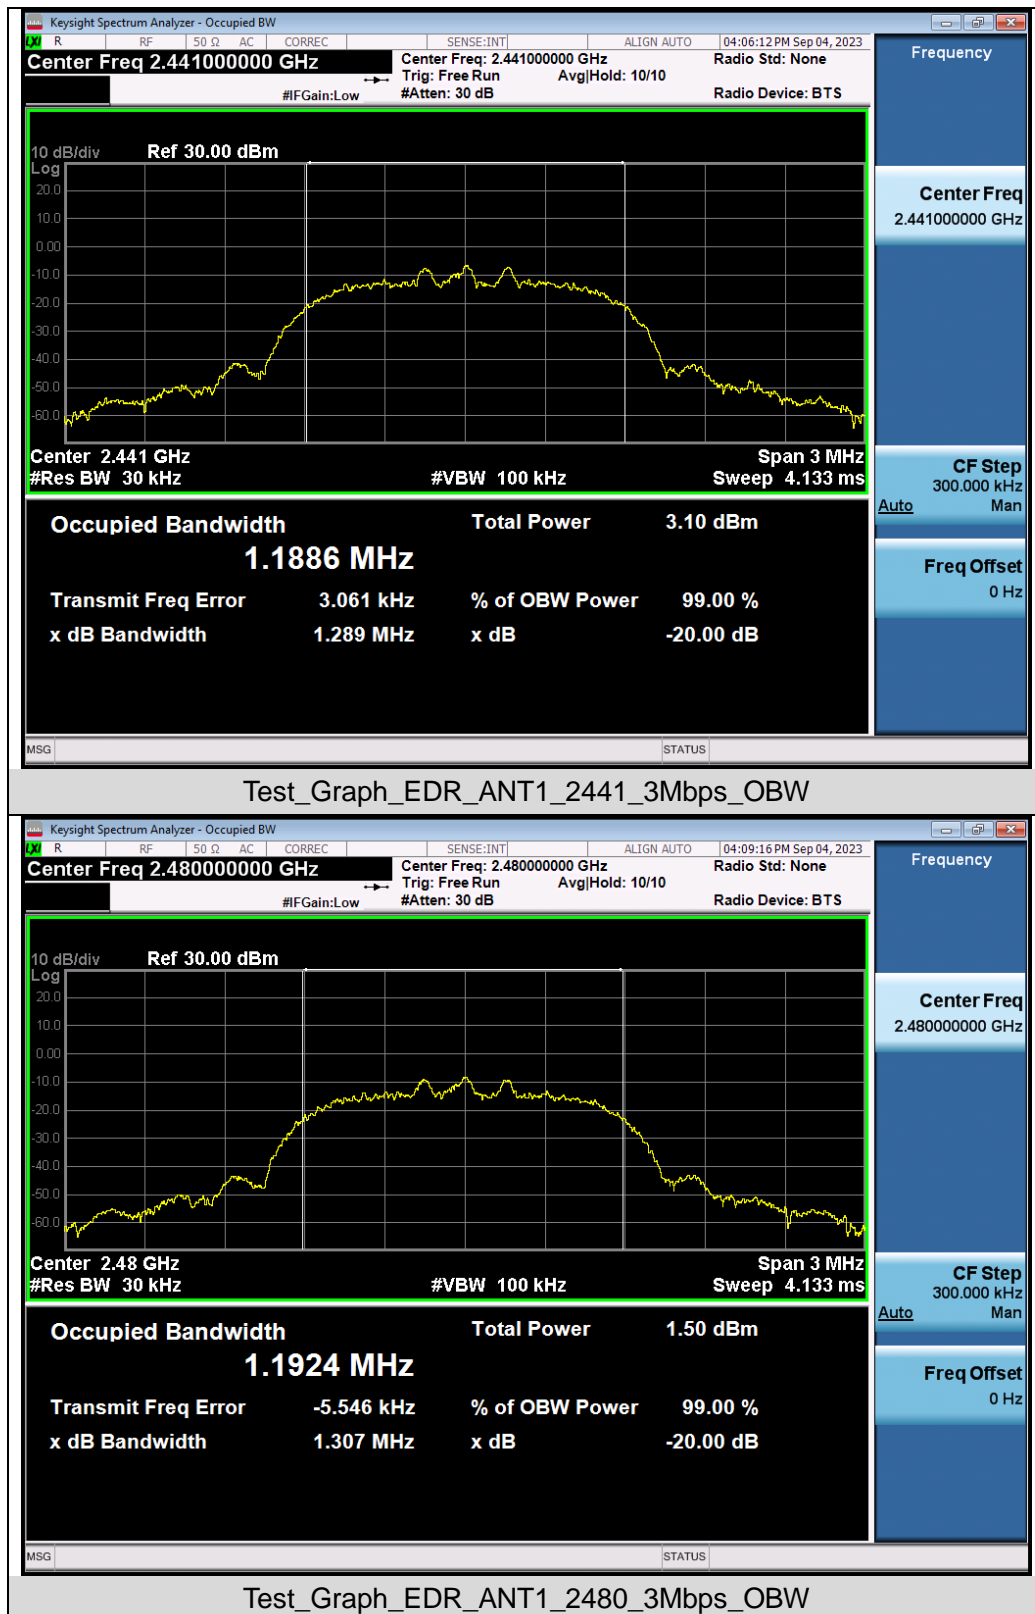 Keysight Spectrum Analyzer - Occupied BW
LXI R RF 50 Ω AC CORREC SENSE:INT ALIGN AUTO 04:06:12 PM Sep 04, 2023
Center Freq 2.441000000 GHz
Center Freq: 2.441000000 GHz
Radio Std: None
Trig: Free Run Avg|Hold: 10/10
#IFGain:Low
#Atten: 30 dB
Radio Device: BTS
Frequency
10 dB/div Ref 30.00 dBm
Log
20.0
10.0
0.00
-10.0
-20.0
-30.0
-40.0
-50.0
-60.0
Center Freq
2.441000000 GHz
Center 2.441 GHz Span 3 MHz
#Res BW 30 kHz #VBW 100 kHz Sweep 4.133 ms
CF Step
300.000 kHz
Auto Man
Occupied Bandwidth Total Power 3.10 dBm
1.1886 MHz
Transmit Freq Error 3.061 kHz % of OBW Power 99.00 %
x dB Bandwidth 1.289 MHz x dB -20.00 dB
Freq Offset
0 Hz
MSG STATUS
Test_Graph_EDR_ANT1_2441_3Mbps_OBW
Keysight Spectrum Analyzer - Occupied BW
LXI R RF 50 Ω AC CORREC SENSE:INT ALIGN AUTO 04:09:16 PM Sep 04, 2023
Center Freq 2.480000000 GHz
Center Freq: 2.480000000 GHz
Radio Std: None
Trig: Free Run Avg|Hold: 10/10
#IFGain:Low
#Atten: 30 dB
Radio Device: BTS
Frequency
10 dB/div Ref 30.00 dBm
Log
20.0
10.0
0.00
-10.0
-20.0
-30.0
-40.0
-50.0
-60.0
Center Freq
2.480000000 GHz
Center 2.48 GHz Span 3 MHz
#Res BW 30 kHz #VBW 100 kHz Sweep 4.133 ms
CF Step
300.000 kHz
Auto Man
Occupied Bandwidth Total Power 1.50 dBm
1.1924 MHz
Transmit Freq Error -5.546 kHz % of OBW Power 99.00 %
x dB Bandwidth 1.307 MHz x dB -20.00 dB
Freq Offset
0 Hz
MSG STATUS
Test_Graph_EDR_ANT1_2480_3Mbps_OBW